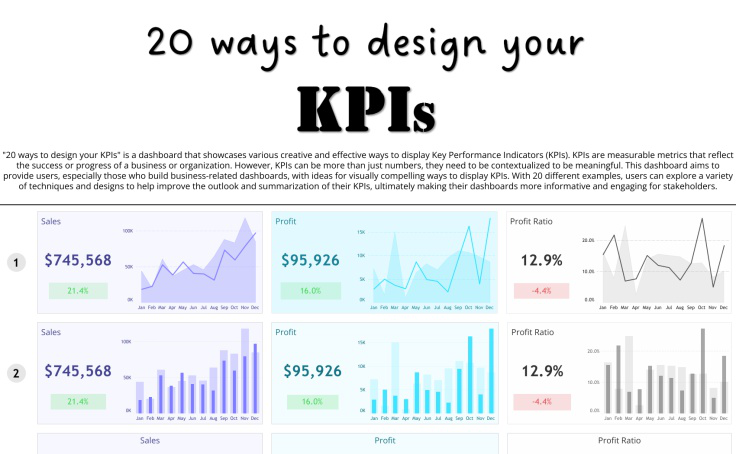 20 ways to design your
KPIs
"20 ways to design your KPIs" is a dashboard that showcases various creative and effective ways to display Key Performance Indicators (KPIs). KPIs are measurable metrics that reflect
the success or progress of a business or organization. However, KPIs can be more than just numbers, they need to be contextualized to be meaningful. This dashboard aims to
provide users, especially those who build business-related dashboards, with ideas for visually compelling ways to display KPIs. With 20 different examples, users can explore a variety
of techniques and designs to help improve the outlook and summarization of their KPIs, ultimately making their dashboards more informative and engaging for stakeholders.
1
Sales
$745,568
21.4%
100K
50K
0K
Jan Feb Mar Apr May Jun Jul Aug Sep Oct Nov Dec
Profit
$95,926
16.0%
15K
10K
5K
0K
Jan Feb Mar Apr May Jun Jul Aug Sep Oct Nov Dec
Profit Ratio
12.9%
-4.4%
20.0%
10.0%
0.0%
Jan Feb Mar Apr May Jun Jul Aug Sep Oct Nov Dec
2
Sales
$745,568
21.4%
100K
50K
0K
Jan Feb Mar Apr May Jun Jul Aug Sep Oct Nov Dec
Profit
$95,926
16.0%
15K
10K
5K
0K
Jan Feb Mar Apr May Jun Jul Aug Sep Oct Nov Dec
Profit Ratio
12.9%
-4.4%
20.0%
10.0%
0.0%
Jan Feb Mar Apr May Jun Jul Aug Sep Oct Nov Dec
Sales
Profit
Profit Ratio